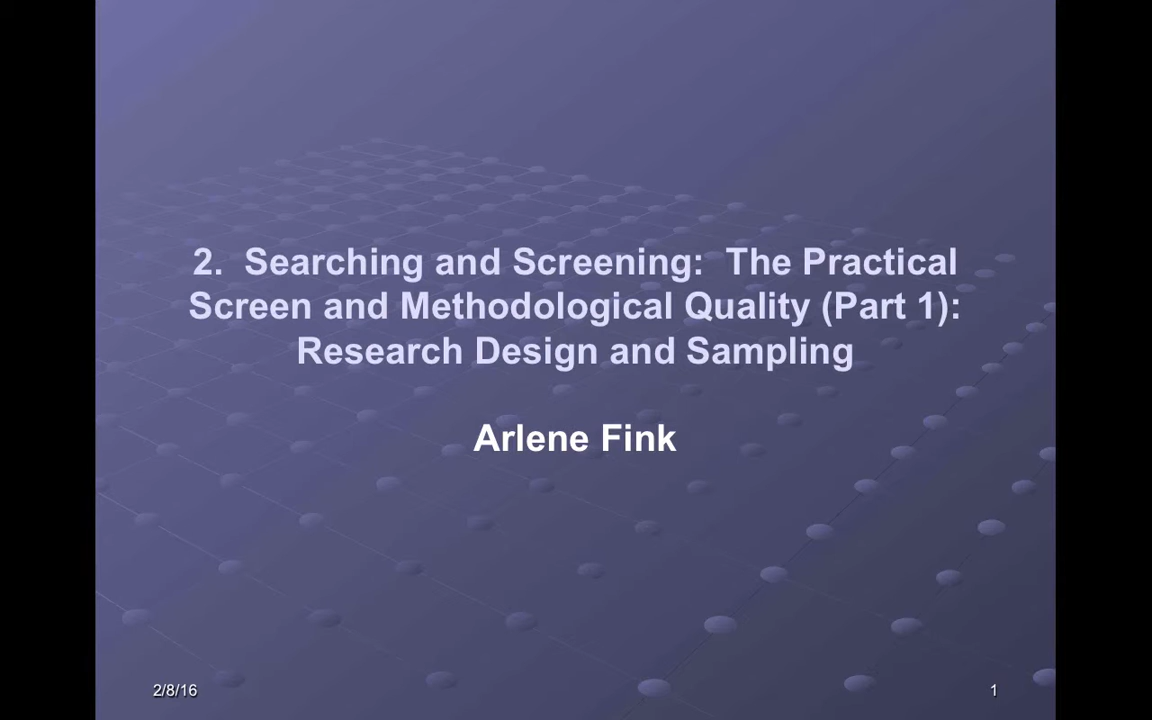 2.  Searching and Screening:  The Practical
Screen and Methodological Quality (Part 1):
Research Design and Sampling
Arlene Fink
2/8/16
1